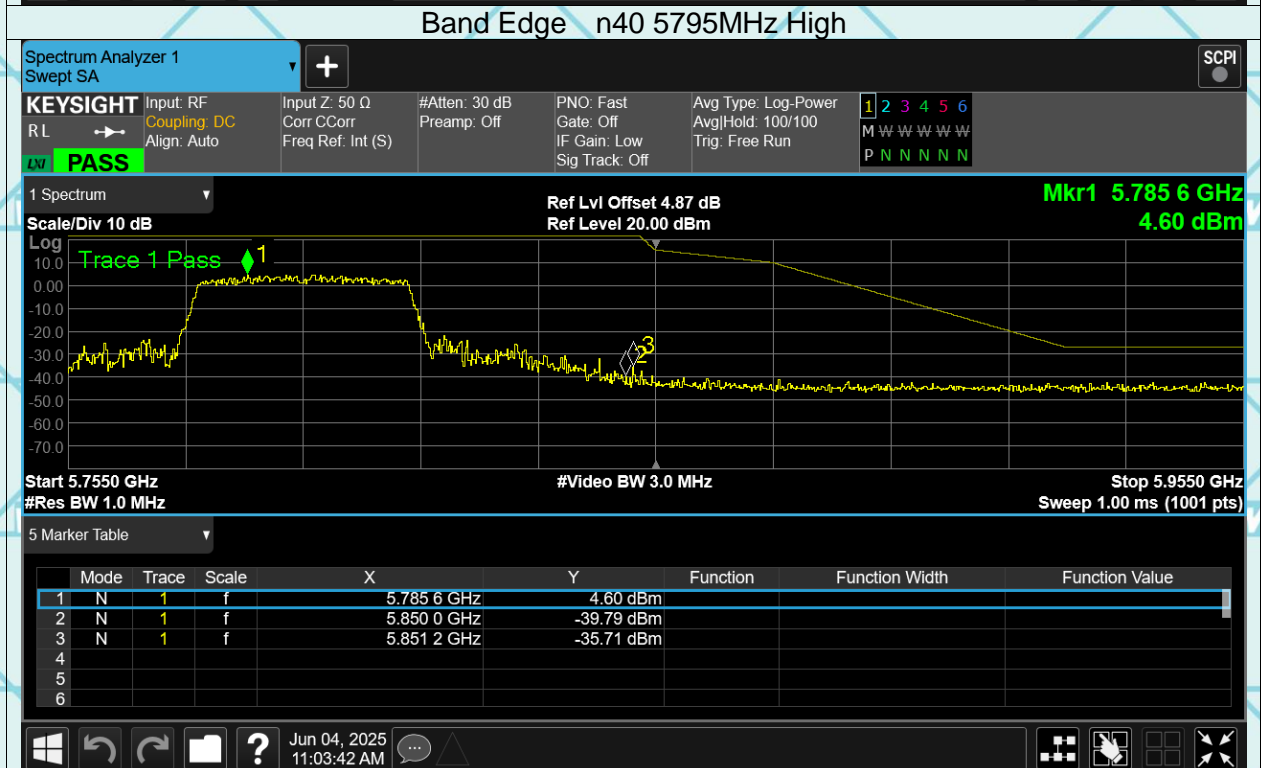 Band Edge n40 5795MHz High
Spectrum Analyzer 1
Swept SA
+
SCPI
KEYSIGHT
R L
LXI PASS
Input: RF
Coupling: DC
Align: Auto
Input Z: 50 Ω
Corr CCorr
Freq Ref: Int (S)
#Atten: 30 dB
Preamp: Off
PNO: Fast
Gate: Off
IF Gain: Low
Sig Track: Off
Avg Type: Log-Power
Avg|Hold: 100/100
Trig: Free Run
1 2 3 4 5 6
M W W W W W
P N N N N N
1 Spectrum
Scale/Div 10 dB
Ref Lvl Offset 4.87 dB
Ref Level 20.00 dBm
Mkr1 5.785 6 GHz
4.60 dBm
Log
Trace 1 Pass
1
2
3
10.0
0.00
-10.0
-20.0
-30.0
-40.0
-50.0
-60.0
-70.0
Start 5.7550 GHz
#Res BW 1.0 MHz
#Video BW 3.0 MHz
Stop 5.9550 GHz
Sweep 1.00 ms (1001 pts)
5 Marker Table
Mode Trace Scale X Y Function Function Width Function Value
1 N 1 f 5.785 6 GHz 4.60 dBm
2 N 1 f 5.850 0 GHz -39.79 dBm
3 N 1 f 5.851 2 GHz -35.71 dBm
4
5
6
?
Jun 04, 2025
11:03:42 AM